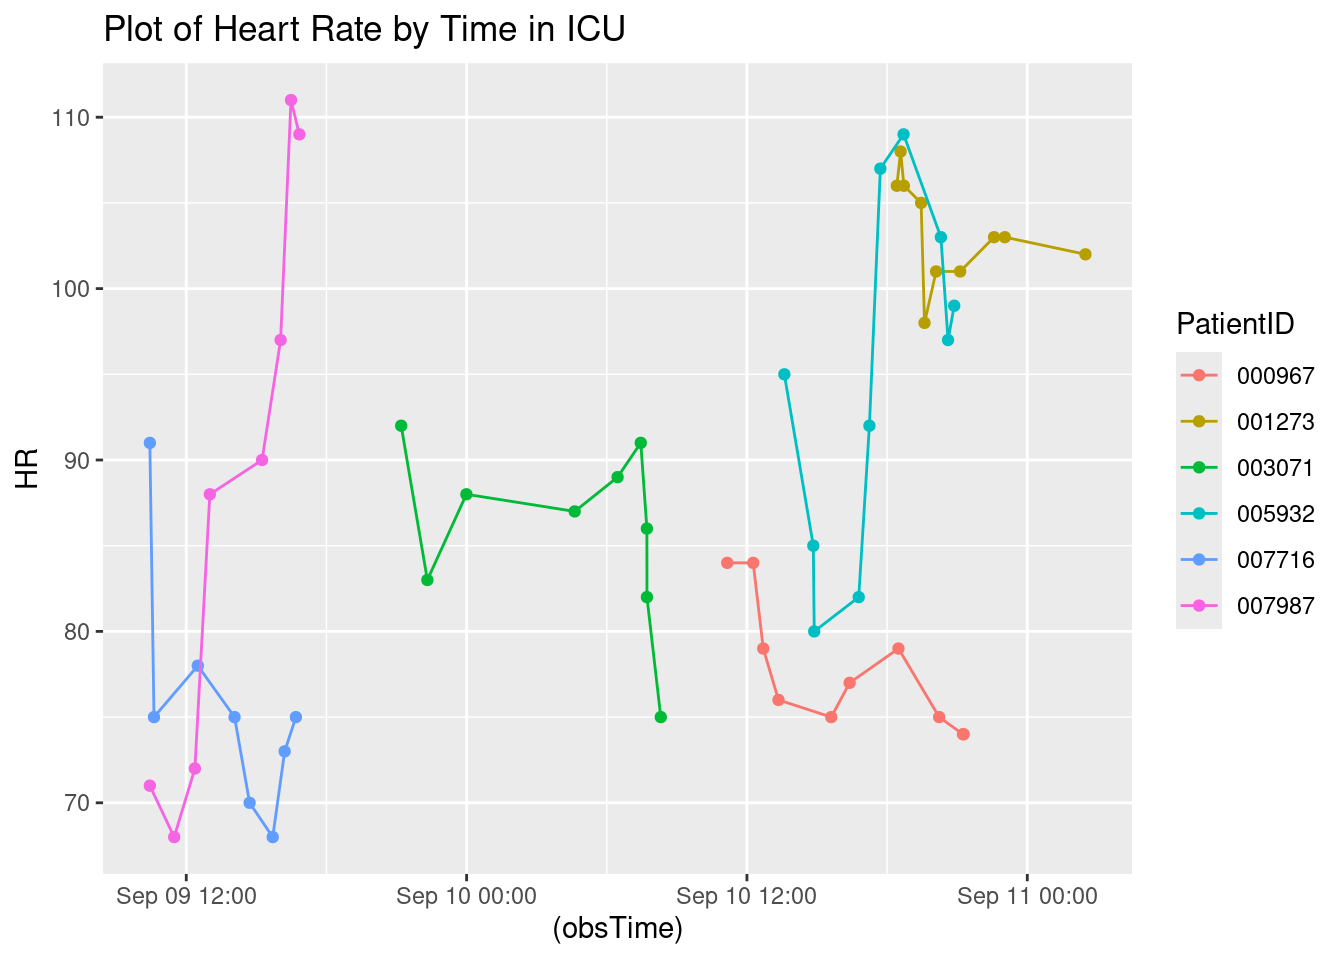 Plot of Heart Rate by Time in ICU
110
100
90
80
70
HR
Sep 09 12:00
Sep 10 00:00
Sep 10 12:00
Sep 11 00:00
(obsTime)
PatientID
000967
001273
003071
005932
007716
007987